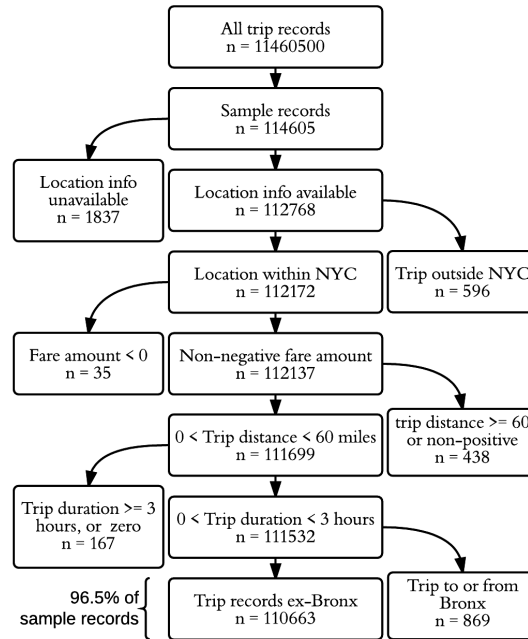 All trip records
n = 11460500
Sample records
n = 114605
Location info
unavailable
n = 1837
Location info available
n = 112768
Location within NYC
n = 112172
Trip outside NYC
n = 596
Fare amount < 0
n = 35
Non-negative fare amount
n = 112137
0 < Trip distance < 60 miles
n = 111699
trip distance >= 60
or non-positive
n = 438
Trip duration >= 3
hours, or zero
n = 167
0 < Trip duration < 3 hours
n = 111532
96.5% of
sample records
Trip records ex-Bronx
n = 110663
Trip to or from
Bronx
n = 869